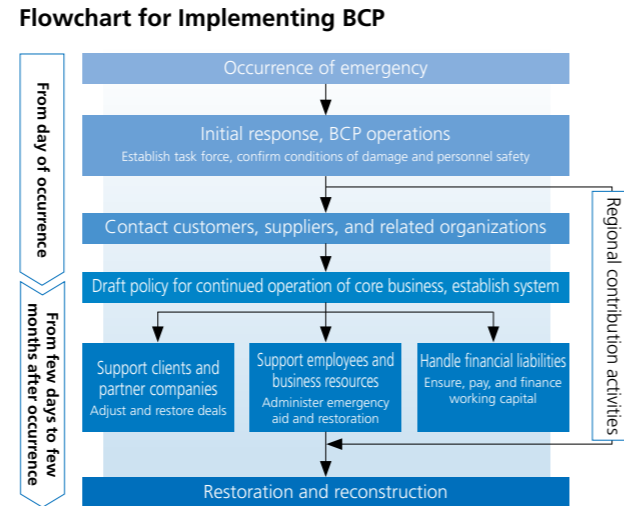 Flowchart for Implementing BCP
From day of occurrence
Occurrence of emergency
Initial response, BCP operations
Establish task force, confirm conditions of damage and personnel safety
Contact customers, suppliers, and related organizations
Regional contribution activities
Draft policy for continued operation of core business, establish system
From few days to few
months after occurrence
Support clients and
partner companies
Adjust and restore deals
Support employees and
business resources
Administer emergency
aid and restoration
Handle financial liabilities
Ensure, pay, and finance
working capital
Restoration and reconstruction